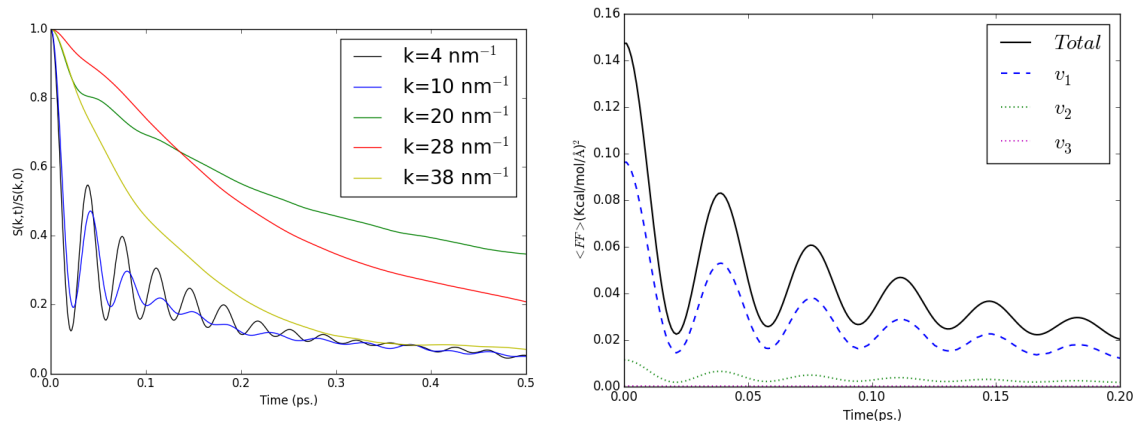 1.0
0.8
0.6
0.4
0.2
0.0
S(k,t)/S(k,0)
0.0 0.1 0.2 0.3 0.4 0.5
Time (ps.)
k=4 nm⁻¹
k=10 nm⁻¹
k=20 nm⁻¹
k=28 nm⁻¹
k=38 nm⁻¹
0.16
0.14
0.12
0.10
0.08
0.06
0.04
0.02
0.00
<FF>(Kcal/mol/Å)²
0.00 0.05 0.10 0.15 0.20
Time(ps.)
Total
v₁
v₂
v₃